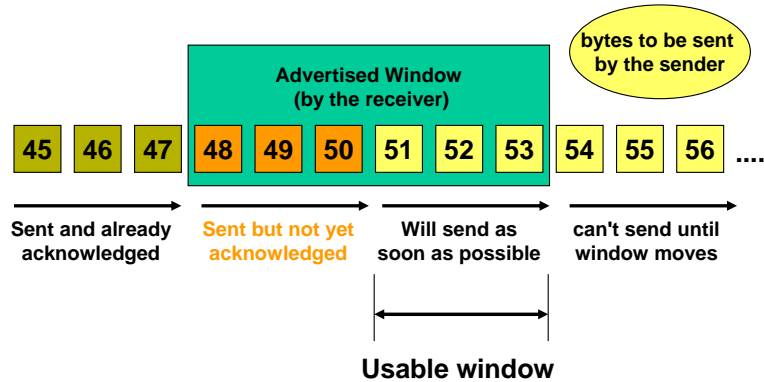 bytes to be sent
by the sender
Advertised Window
(by the receiver)
45 46 47 48 49 50 51 52 53 54 55 56 ....
Sent and already
acknowledged
Sent but not yet
acknowledged
Will send as
soon as possible
can't send until
window moves
Usable window